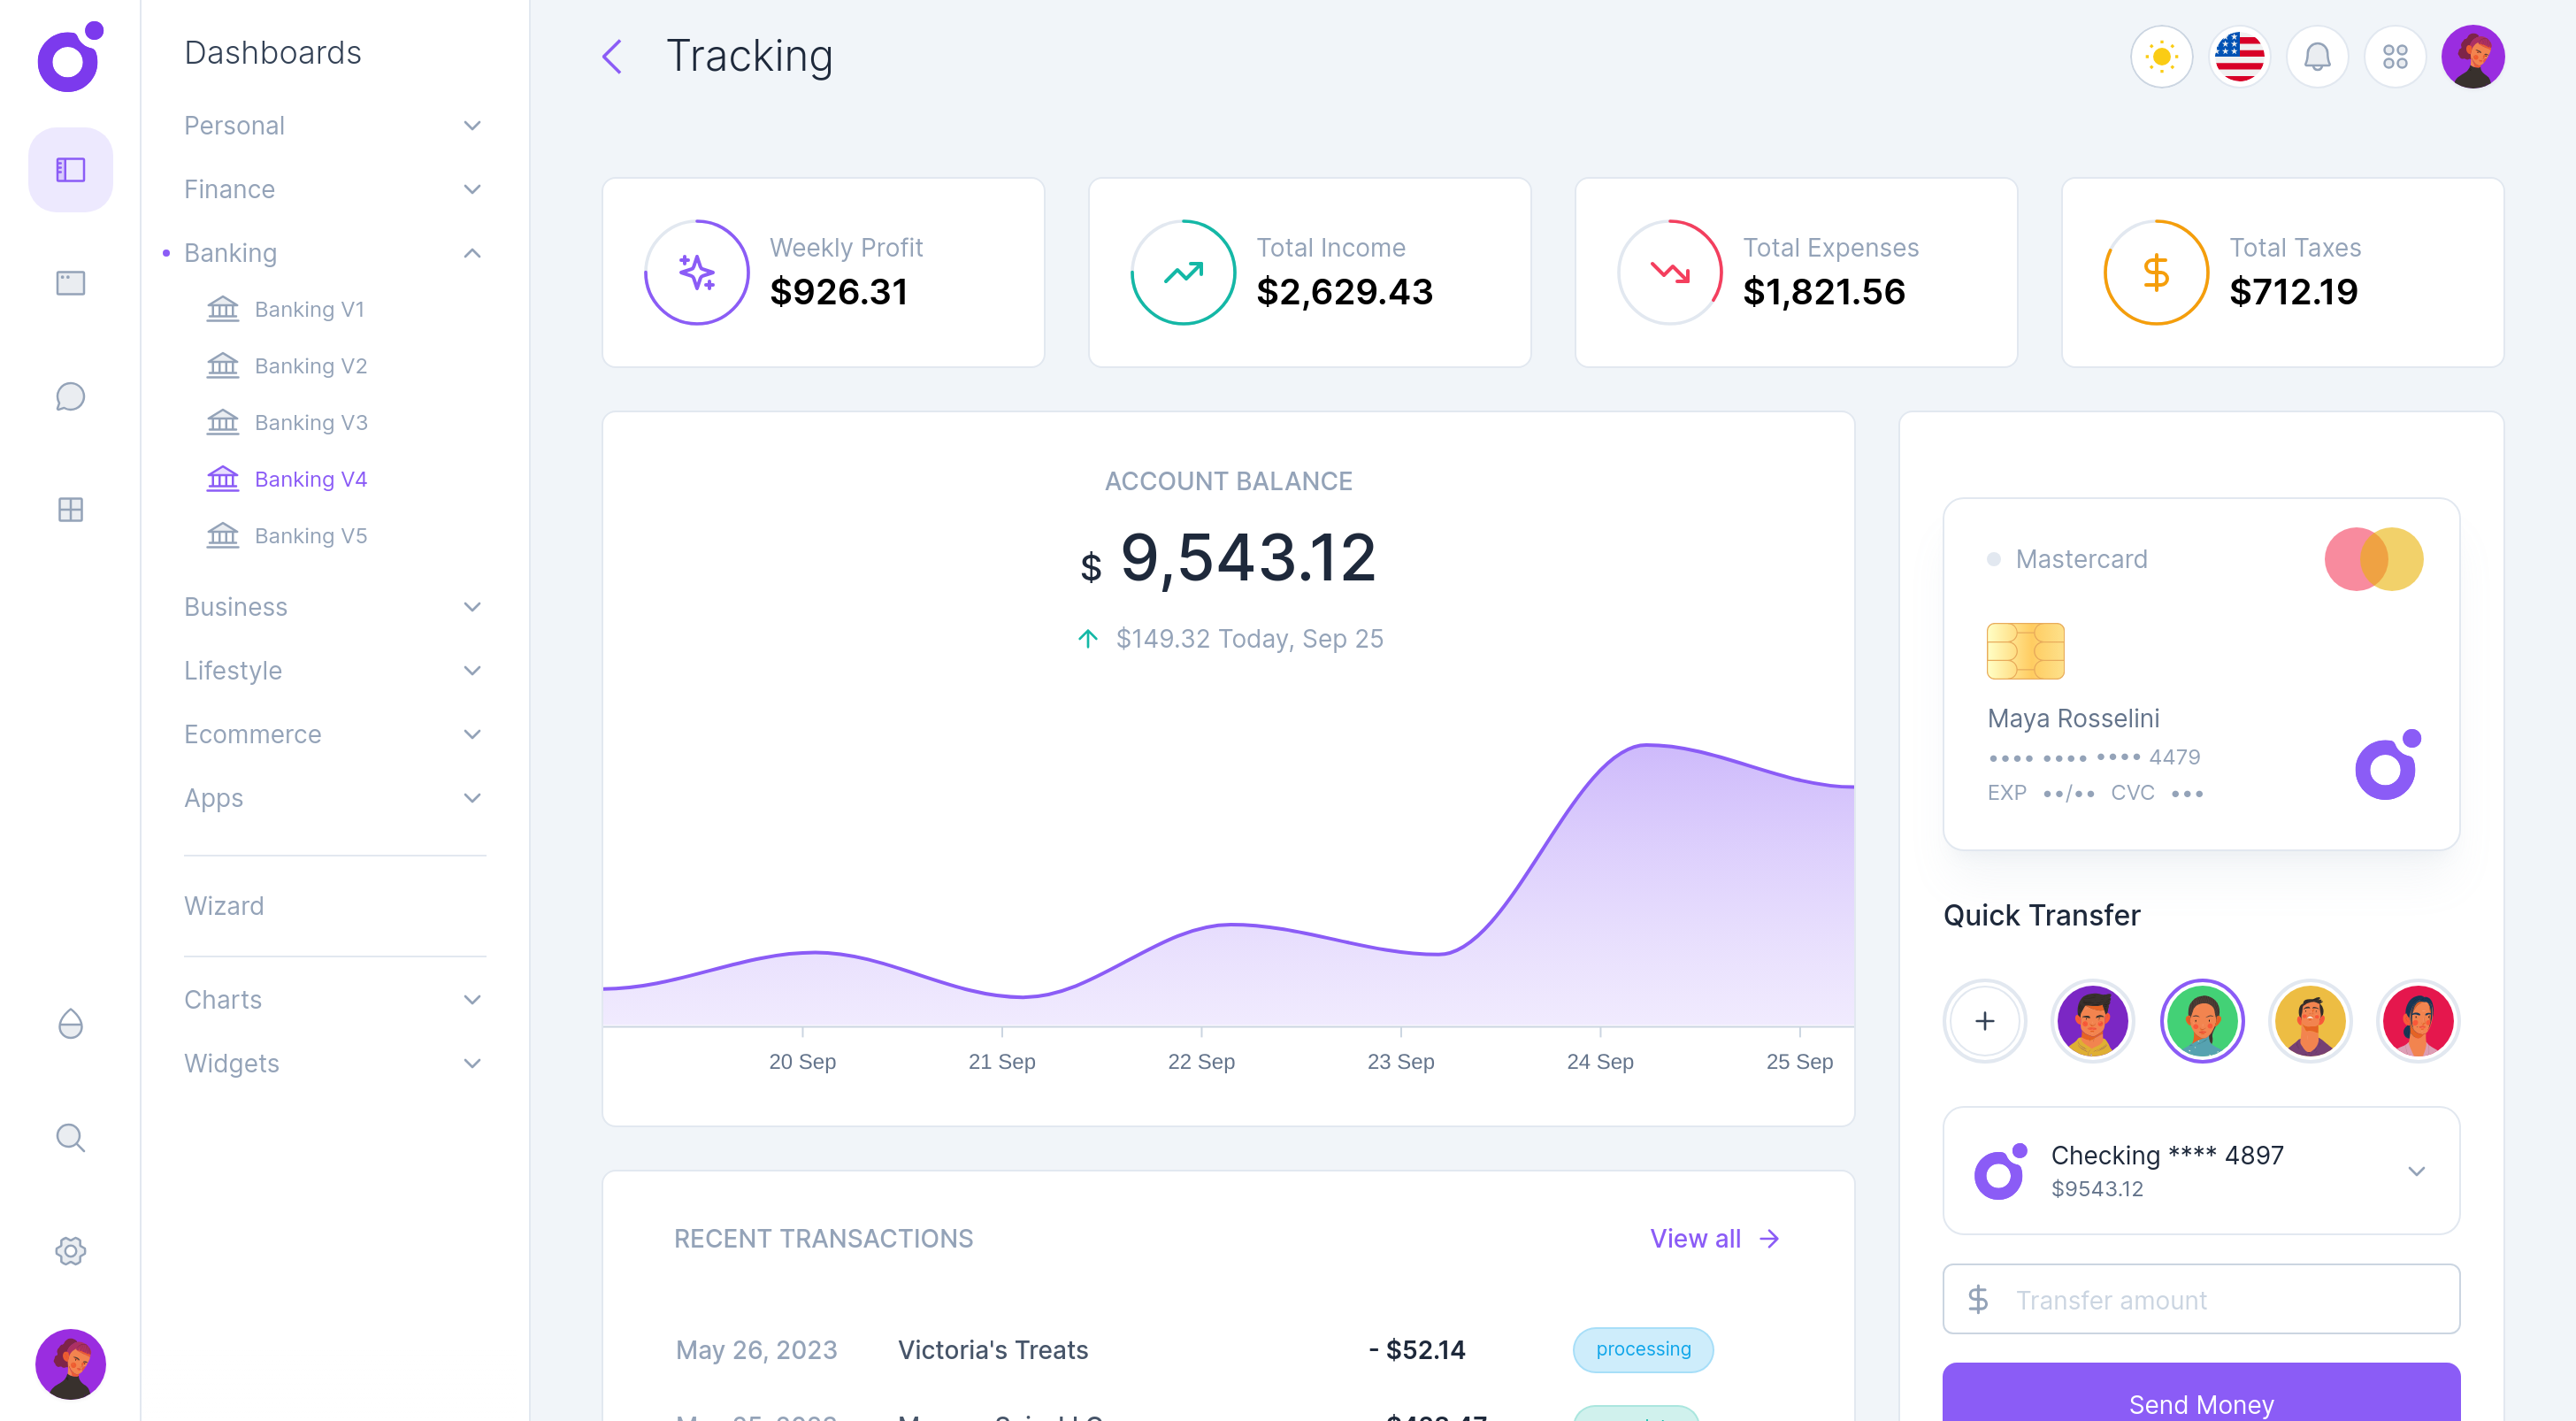 Dashboards
Personal
Finance
Banking
Banking V1
Banking V2
Banking V3
Banking V4
Banking V5
Business
Lifestyle
Ecommerce
Apps
Wizard
Charts
Widgets
Tracking
Weekly Profit
$926.31
Total Income
$2,629.43
Total Expenses
$1,821.56
Total Taxes
$712.19
ACCOUNT BALANCE
$ 9,543.12
$149.32 Today, Sep 25
20 Sep 21 Sep 22 Sep 23 Sep 24 Sep 25 Sep
RECENT TRANSACTIONS
View all
May 26, 2023 Victoria's Treats - $52.14 processing
Mastercard
Maya Rosselini
•••• •••• •••• 4479
EXP ••/•• CVC •••
Quick Transfer
Checking **** 4897
$9543.12
$ Transfer amount
Send Money